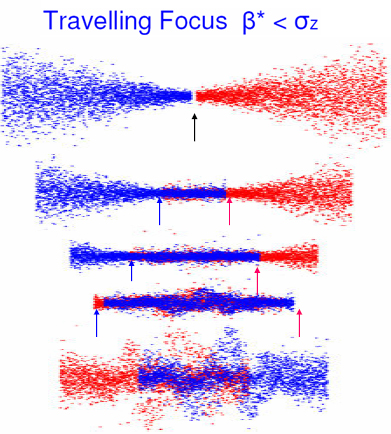 Travelling Focus β* < σz